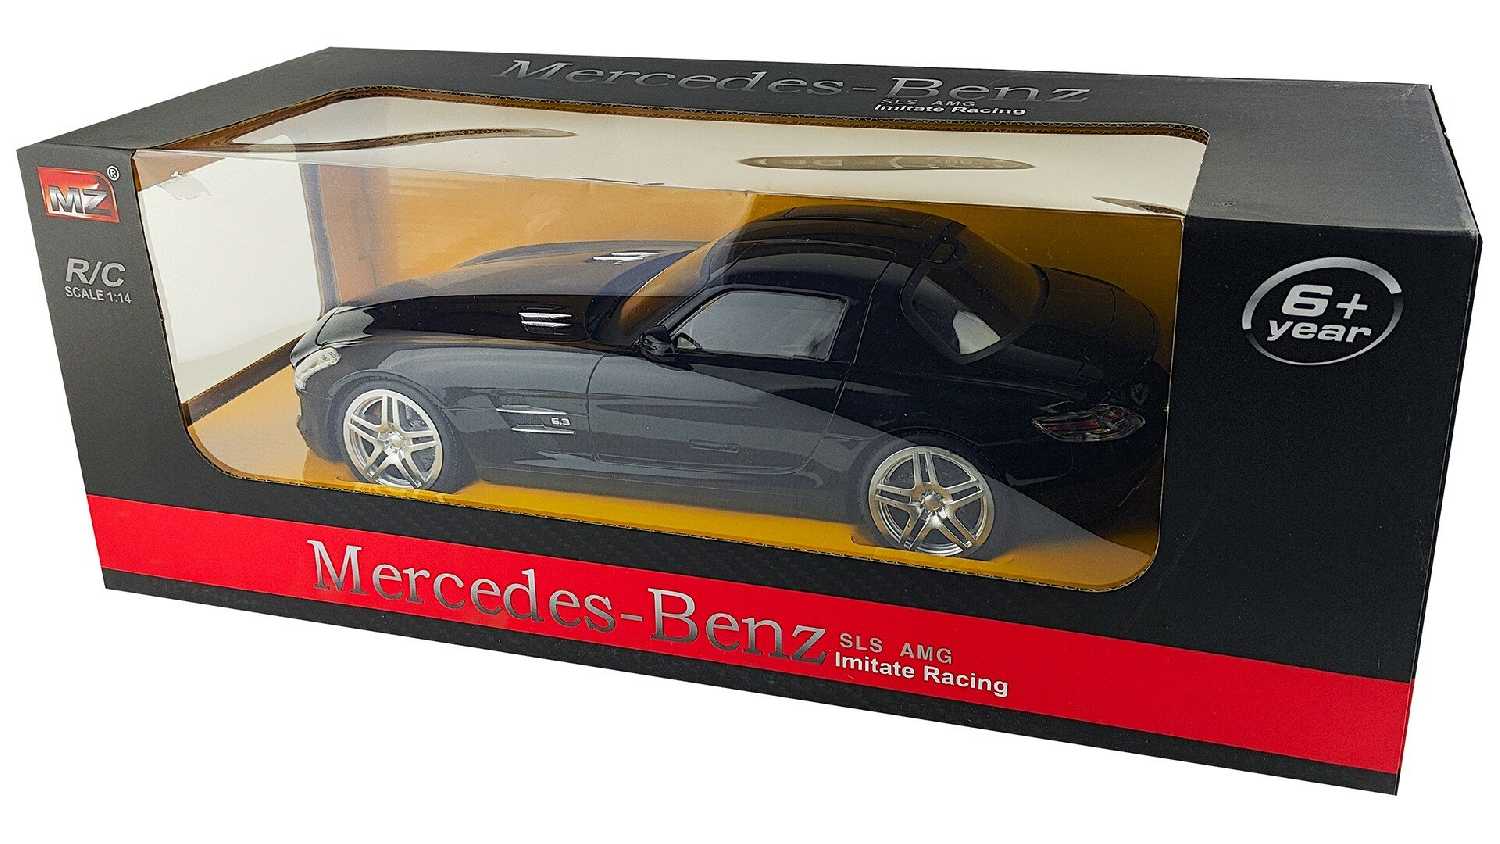 Mercedes-Benz
SLS AMG
Imitate Racing
MZ®
R/C
SCALE 1:14
6+
year
6.3
Mercedes-Benz
SLS AMG
Imitate Racing